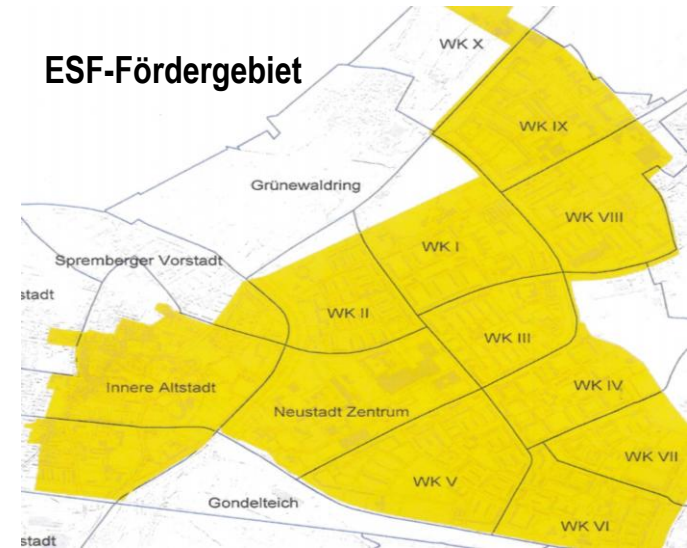 ESF-Fördergebiet
WK X
WK IX
Grünewaldring
WK VIII
WK I
Spremberger Vorstadt
stadt
WK II
WK III
Innere Altstadt
WK IV
Neustadt Zentrum
WK VII
WK V
Gondelteich
WK VI
stadt